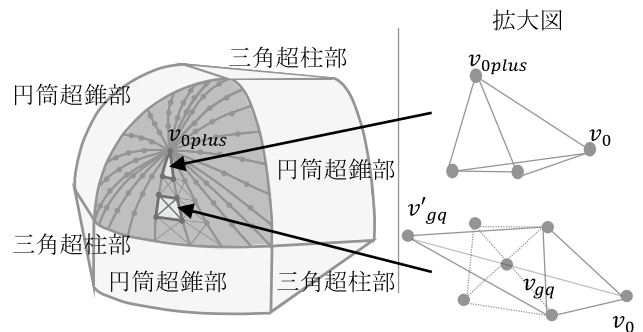 拡大図
三角超柱部
円筒超錐部
v0plus
v0plus
v0
円筒超錐部
v'gq
三角超柱部
円筒超錐部
三角超柱部
vgq
v0